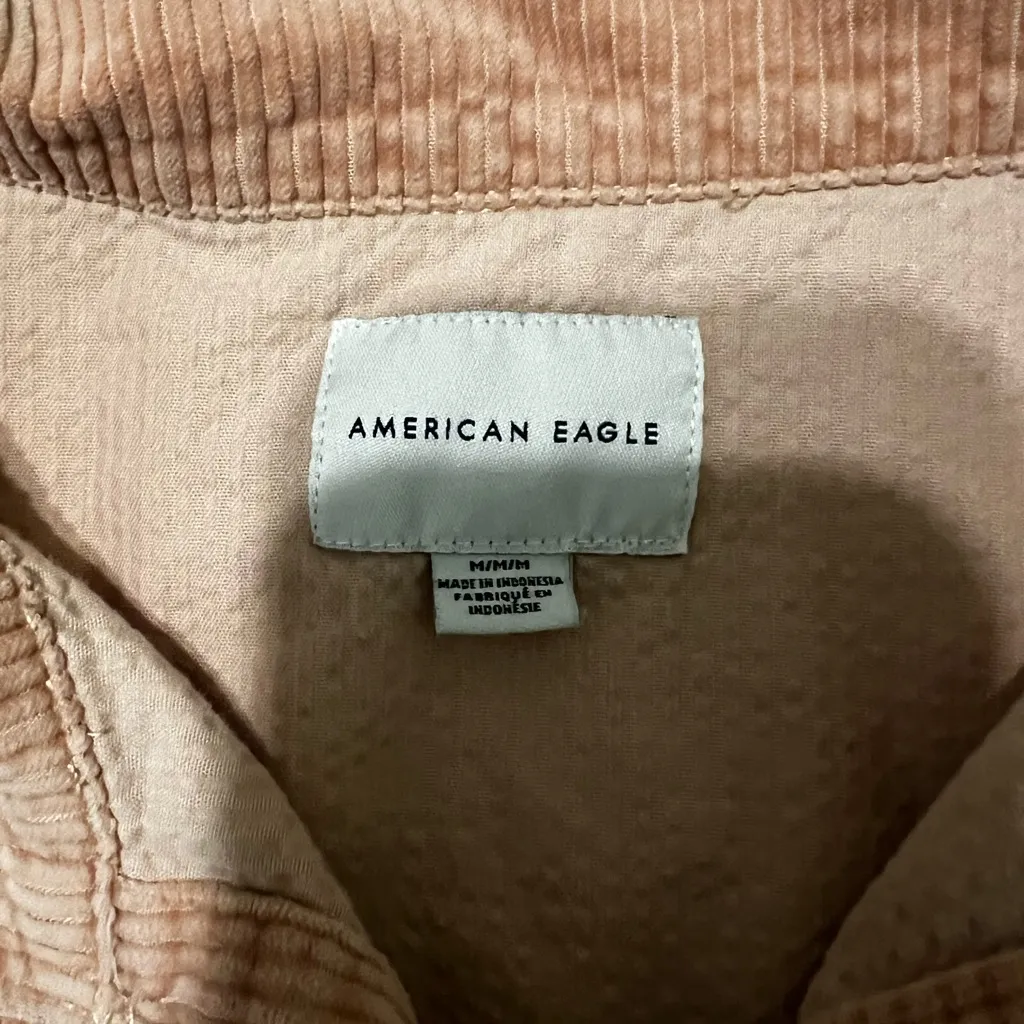 AMERICAN EAGLE
M/M/M
MADE IN INDONESIA
FABRIQUÉ EN
INDONÉSIE